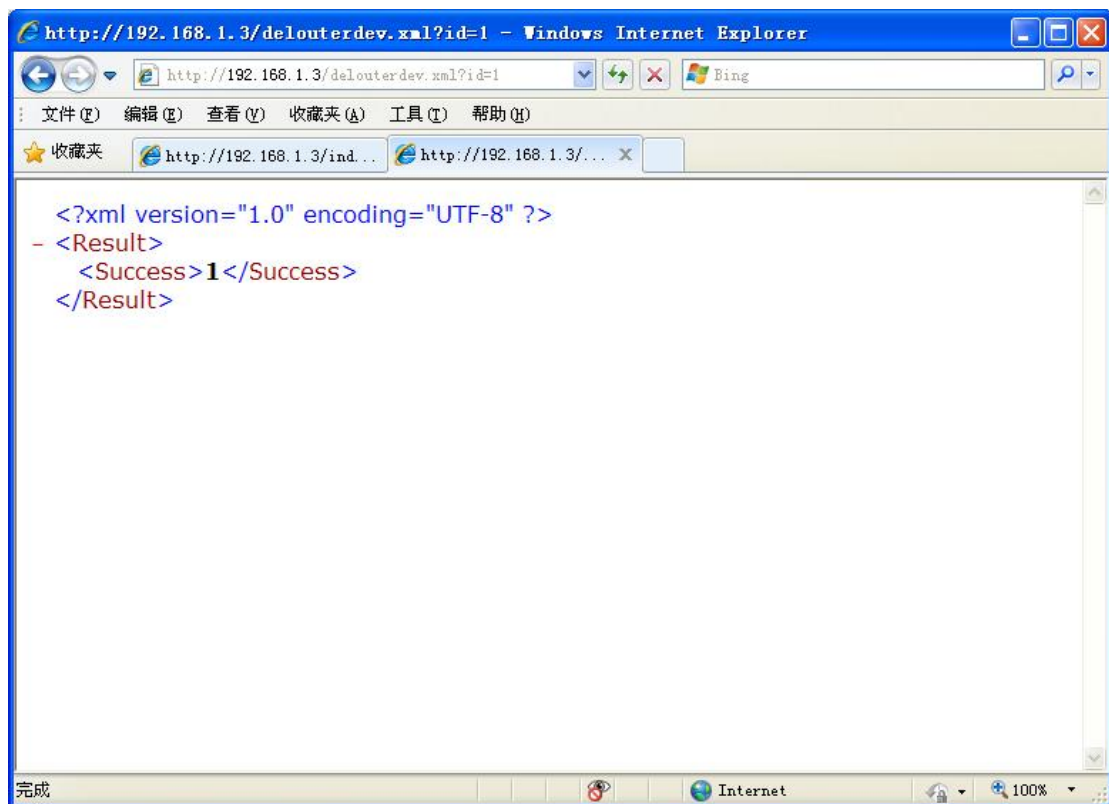 http://192.168.1.3/delouterdev.xml?id=1 - Windows Internet Explorer
http://192.168.1.3/delouterdev.xml?id=1 Bing
文件(F) 编辑(E) 查看(V) 收藏夹(A) 工具(T) 帮助(H)
收藏夹 http://192.168.1.3/ind... http://192.168.1.3/...
<?xml version="1.0" encoding="UTF-8" ?>
- <Result>
<Success>1</Success>
</Result>
完成 Internet 100%